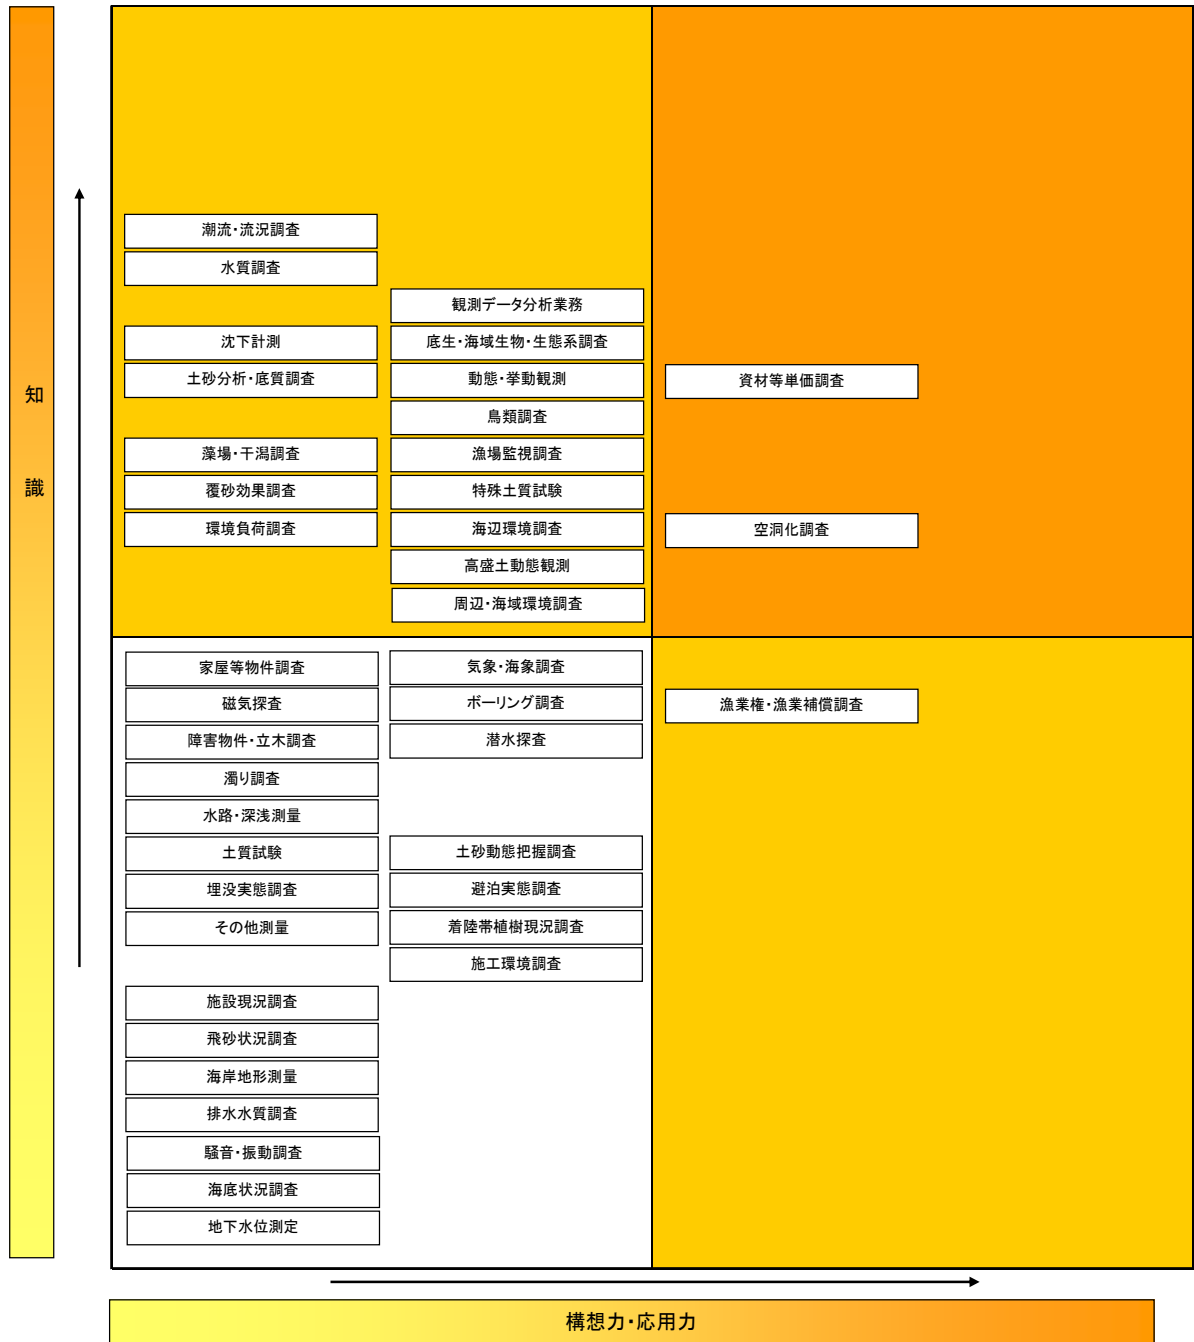 知
識
潮流・流況調査
水質調査
観測データ分析業務
沈下計測
底生・海域生物・生態系調査
土砂分析・底質調査
動態・挙動観測
資材等単価調査
鳥類調査
藻場・干潟調査
漁場監視調査
覆砂効果調査
特殊土質試験
環境負荷調査
海辺環境調査
空洞化調査
高盛土動態観測
周辺・海域環境調査
家屋等物件調査
気象・海象調査
磁気探査
ボーリング調査
漁業権・漁業補償調査
障害物件・立木調査
潜水探査
濁り調査
水路・深浅測量
土質試験
土砂動態把握調査
埋没実態調査
避泊実態調査
その他測量
着陸帯植樹現況調査
施工環境調査
施設現況調査
飛砂状況調査
海岸地形測量
排水水質調査
騒音・振動調査
海底状況調査
地下水位測定
構想力・応用力